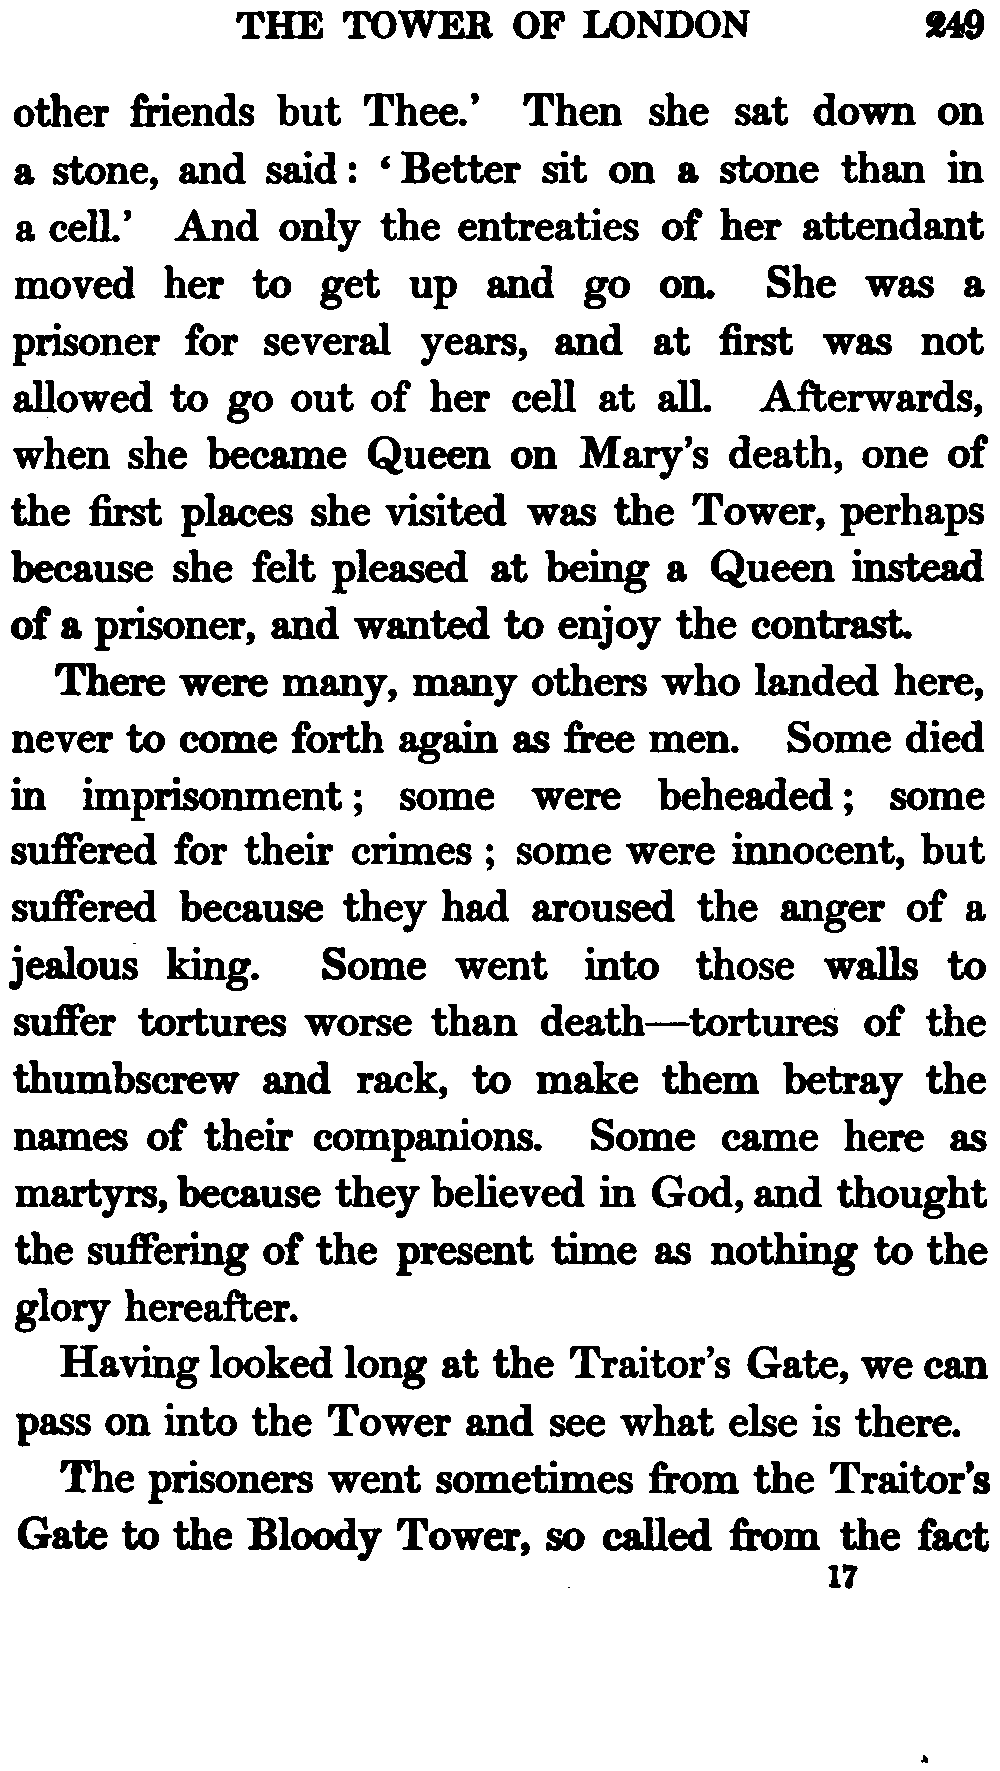 THE TOWER OF LONDON 249
other friends but Thee.' Then she sat down on
a stone, and said: 'Better sit on a stone than in
a cell.' And only the entreaties of her attendant
moved her to get up and go on. She was a
prisoner for several years, and at first was not
allowed to go out of her cell at all. Afterwards,
when she became Queen on Mary's death, one of
the first places she visited was the Tower, perhaps
because she felt pleased at being a Queen instead
of a prisoner, and wanted to enjoy the contrast.
There were many, many others who landed here,
never to come forth again as free men. Some died
in imprisonment; some were beheaded; some
suffered for their crimes; some were innocent, but
suffered because they had aroused the anger of a
jealous king. Some went into those walls to
suffer tortures worse than death—tortures of the
thumbscrew and rack, to make them betray the
names of their companions. Some came here as
martyrs, because they believed in God, and thought
the suffering of the present time as nothing to the
glory hereafter.
Having looked long at the Traitor's Gate, we can
pass on into the Tower and see what else is there.
The prisoners went sometimes from the Traitor's
Gate to the Bloody Tower, so called from the fact
17